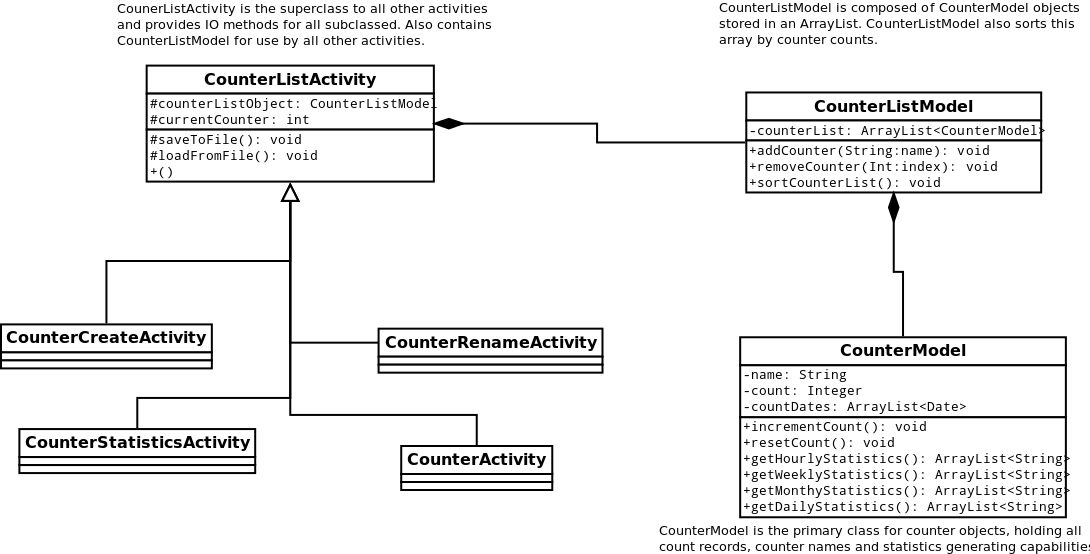 CounerListActivity is the superclass to all other activities
and provides IO methods for all subclassed. Also contains
CounterListModel for use by all other activities.
CounterListModel is composed of CounterModel objects
stored in an ArrayList. CounterListModel also sorts this
array by counter counts.
CounterListActivity
#counterListObject: CounterListModel
#currentCounter: int
#saveToFile(): void
#loadFromFile(): void
+()
CounterListModel
-counterList: ArrayList<CounterModel>
+addCounter(String:name): void
+removeCounter(Int:index): void
+sortCounterList(): void
CounterCreateActivity
CounterRenameActivity
CounterStatisticsActivity
CounterActivity
CounterModel
-name: String
-count: Integer
-countDates: ArrayList<Date>
+incrementCount(): void
+resetCount(): void
+getHourlyStatistics(): ArrayList<String>
+getWeeklyStatistics(): ArrayList<String>
+getMonthyStatistics(): ArrayList<String>
+getDailyStatistics(): ArrayList<String>
CounterModel is the primary class for counter objects, holding all
count records, counter names and statistics generating capabilities